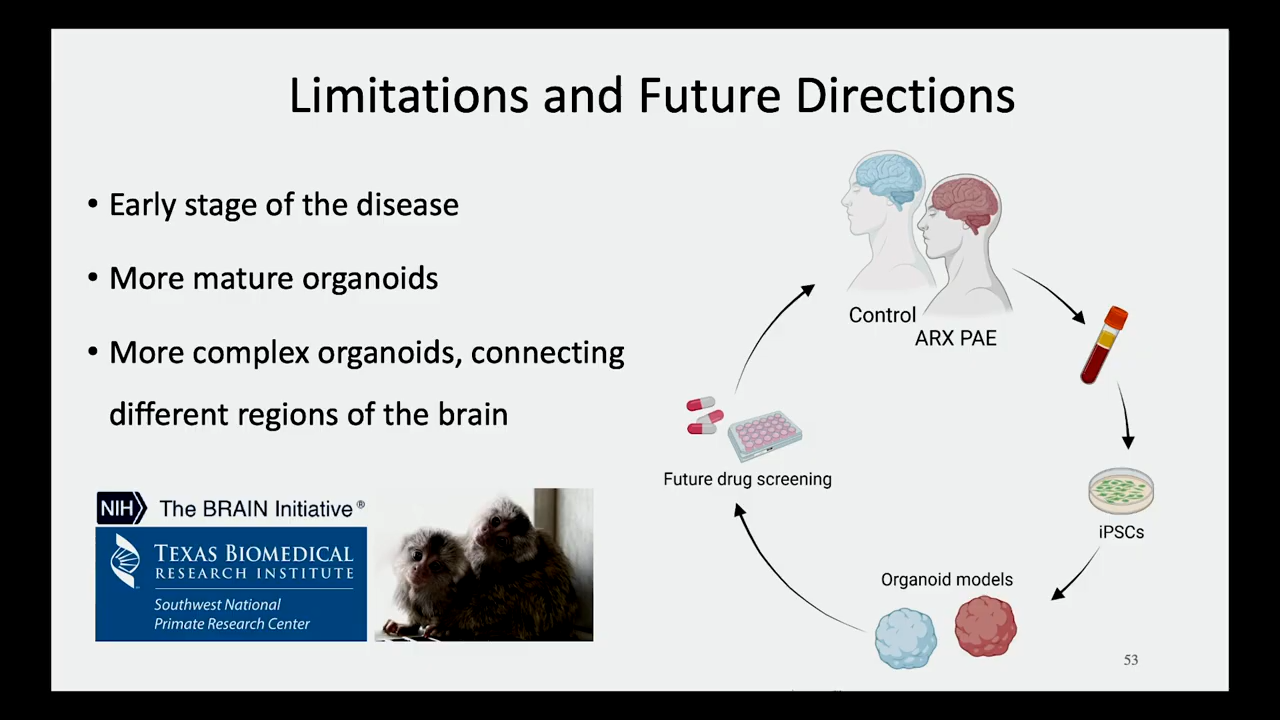 Limitations and Future Directions
• Early stage of the disease
• More mature organoids
• More complex organoids, connecting
different regions of the brain
NIH The BRAIN Initiative®
TEXAS BIOMEDICAL
RESEARCH INSTITUTE
Southwest National
Primate Research Center
Control
ARX PAE
iPSCs
Organoid models
Future drug screening
53